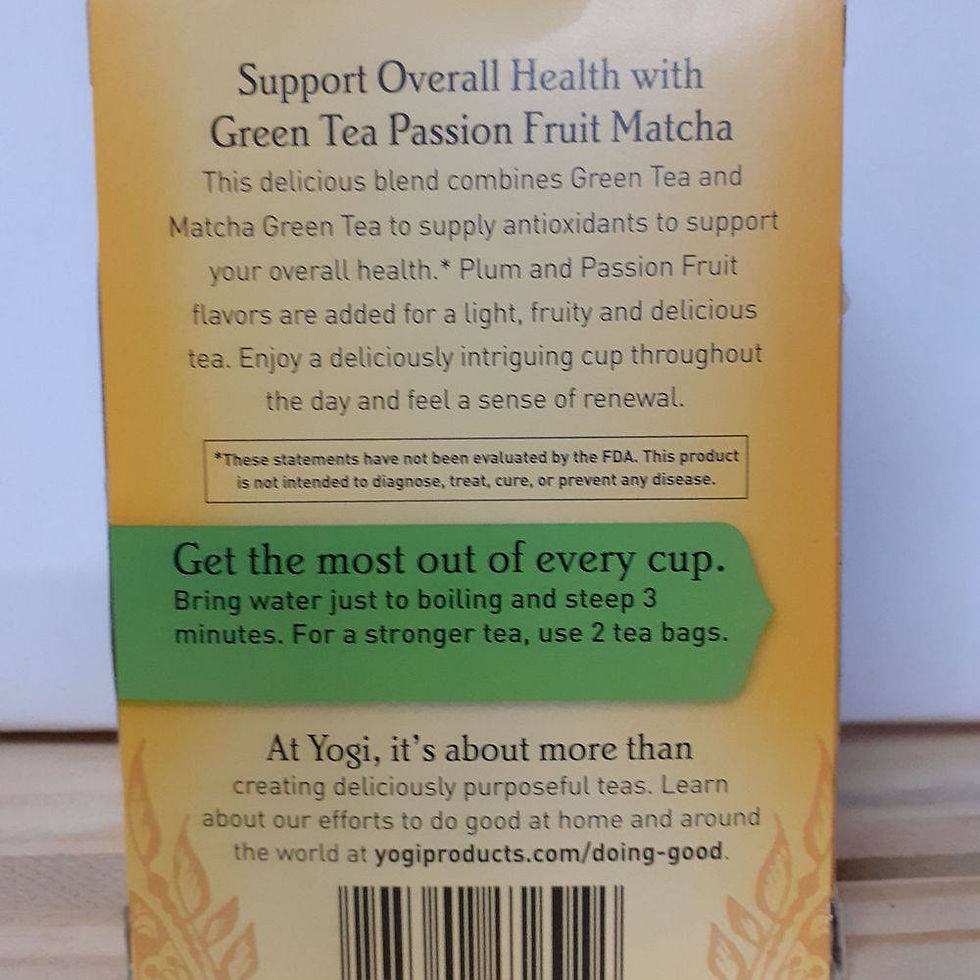 Support Overall Health with
Green Tea Passion Fruit Matcha
This delicious blend combines Green Tea and
Matcha Green Tea to supply antioxidants to support
your overall health.* Plum and Passion Fruit
flavors are added for a light, fruity and delicious
tea. Enjoy a deliciously intriguing cup throughout
the day and feel a sense of renewal.
*These statements have not been evaluated by the FDA. This product
is not intended to diagnose, treat, cure, or prevent any disease.
Get the most out of every cup.
Bring water just to boiling and steep 3
minutes. For a stronger tea, use 2 tea bags.
At Yogi, it's about more than
creating deliciously purposeful teas. Learn
about our efforts to do good at home and around
the world at yogiproducts.com/doing-good.